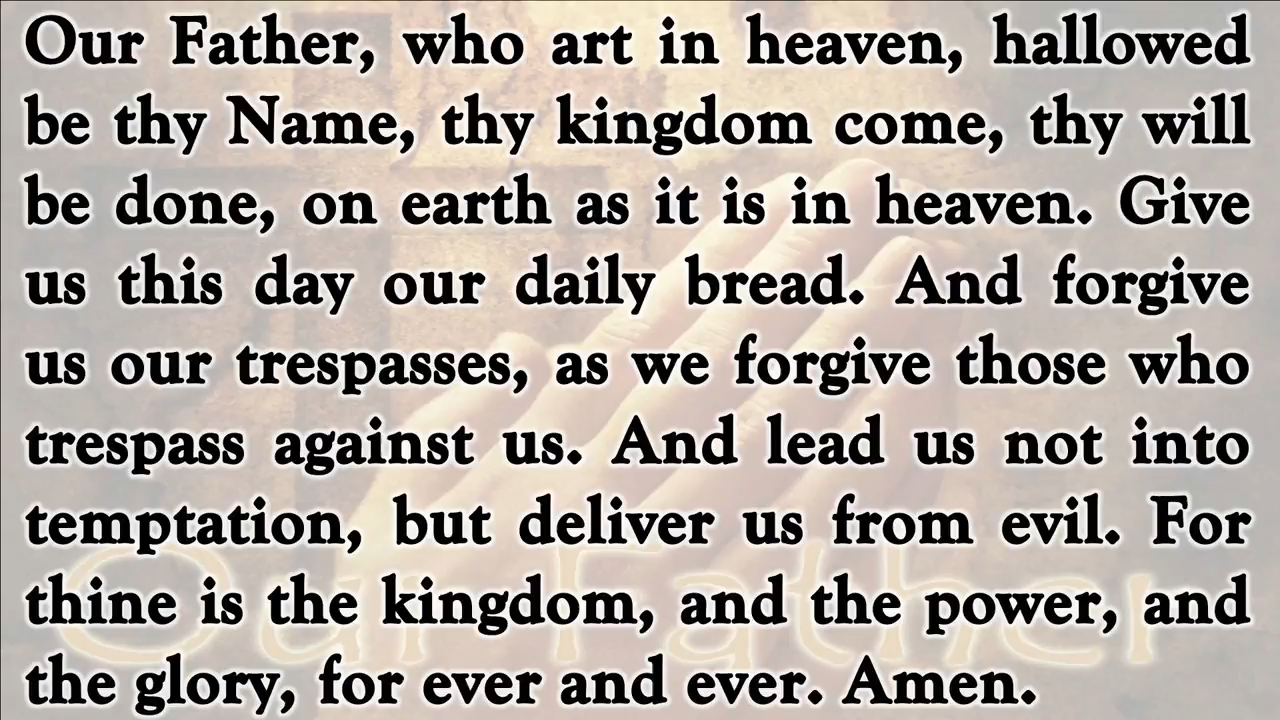 Our Father, who art in heaven, hallowed
be thy Name, thy kingdom come, thy will
be done, on earth as it is in heaven. Give
us this day our daily bread. And forgive
us our trespasses, as we forgive those who
trespass against us. And lead us not into
temptation, but deliver us from evil. For
thine is the kingdom, and the power, and
the glory, for ever and ever. Amen.
Our Father